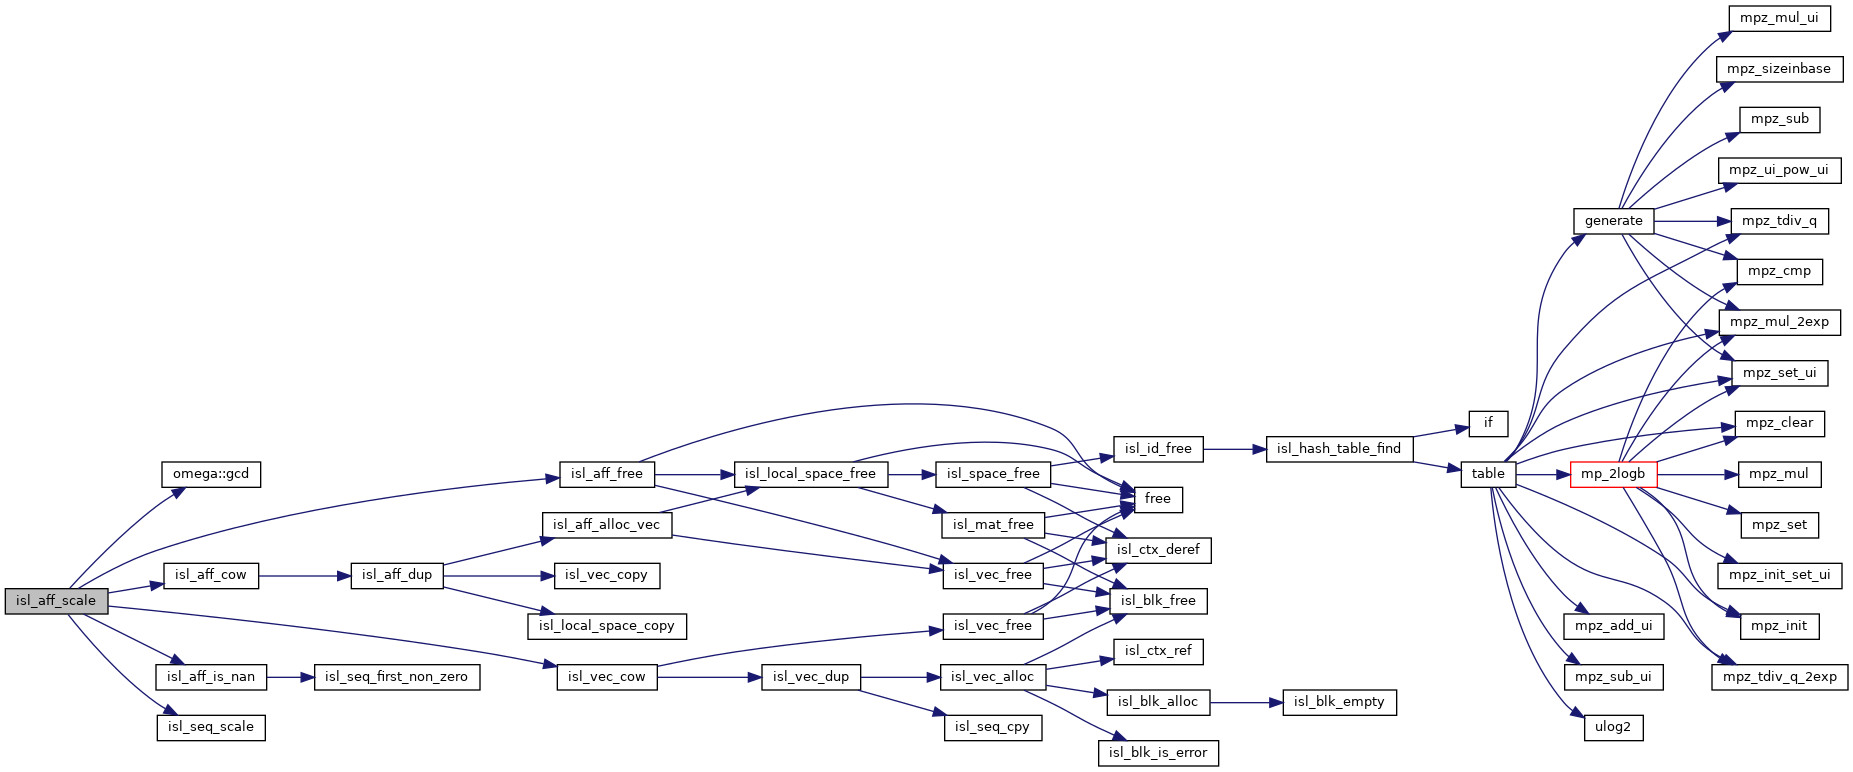 mpz_mul_ui
mpz_sizeinbase
mpz_sub
mpz_ui_pow_ui
generate
mpz_tdiv_q
mpz_cmp
mpz_mul_2exp
mpz_set_ui
if
mpz_clear
isl_id_free
isl_hash_table_find
omega::gcd
isl_aff_free
isl_local_space_free
isl_space_free
table
mp_2logb
mpz_mul
free
isl_aff_alloc_vec
isl_mat_free
mpz_set
isl_ctx_deref
isl_aff_cow
isl_aff_dup
isl_vec_copy
isl_vec_free
mpz_init_set_ui
isl_aff_scale
isl_blk_free
isl_local_space_copy
isl_vec_free
mpz_add_ui
mpz_init
isl_ctx_ref
isl_aff_is_nan
isl_seq_first_non_zero
isl_vec_cow
isl_vec_dup
isl_vec_alloc
mpz_sub_ui
mpz_tdiv_q_2exp
isl_blk_alloc
isl_blk_empty
isl_seq_scale
isl_seq_cpy
ulog2
isl_blk_is_error